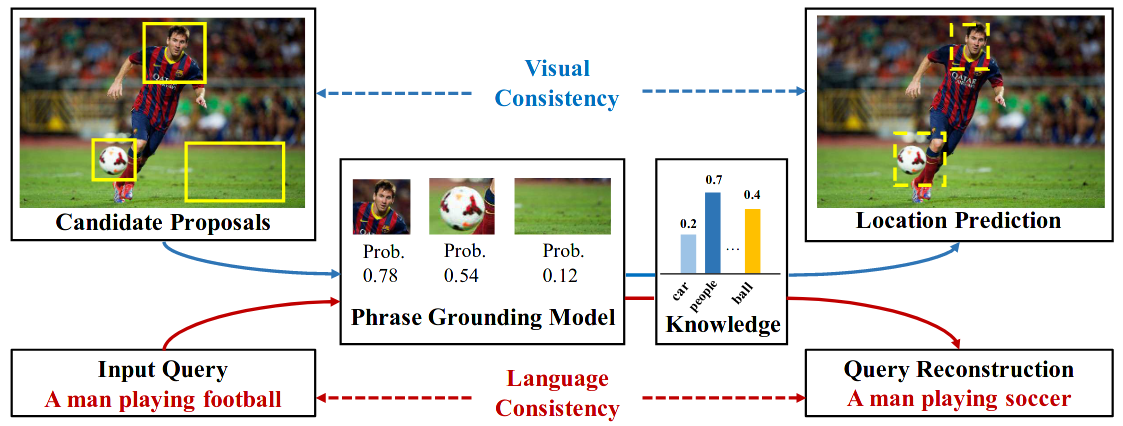 Visual
Consistency
Candidate Proposals
QATAR
Location Prediction
QATAR
Prob.
0.78
Prob.
0.54
Prob.
0.12
Phrase Grounding Model
0.2
0.7
...
0.4
car
people
ball
Knowledge
Input Query
A man playing football
Language
Consistency
Query Reconstruction
A man playing soccer